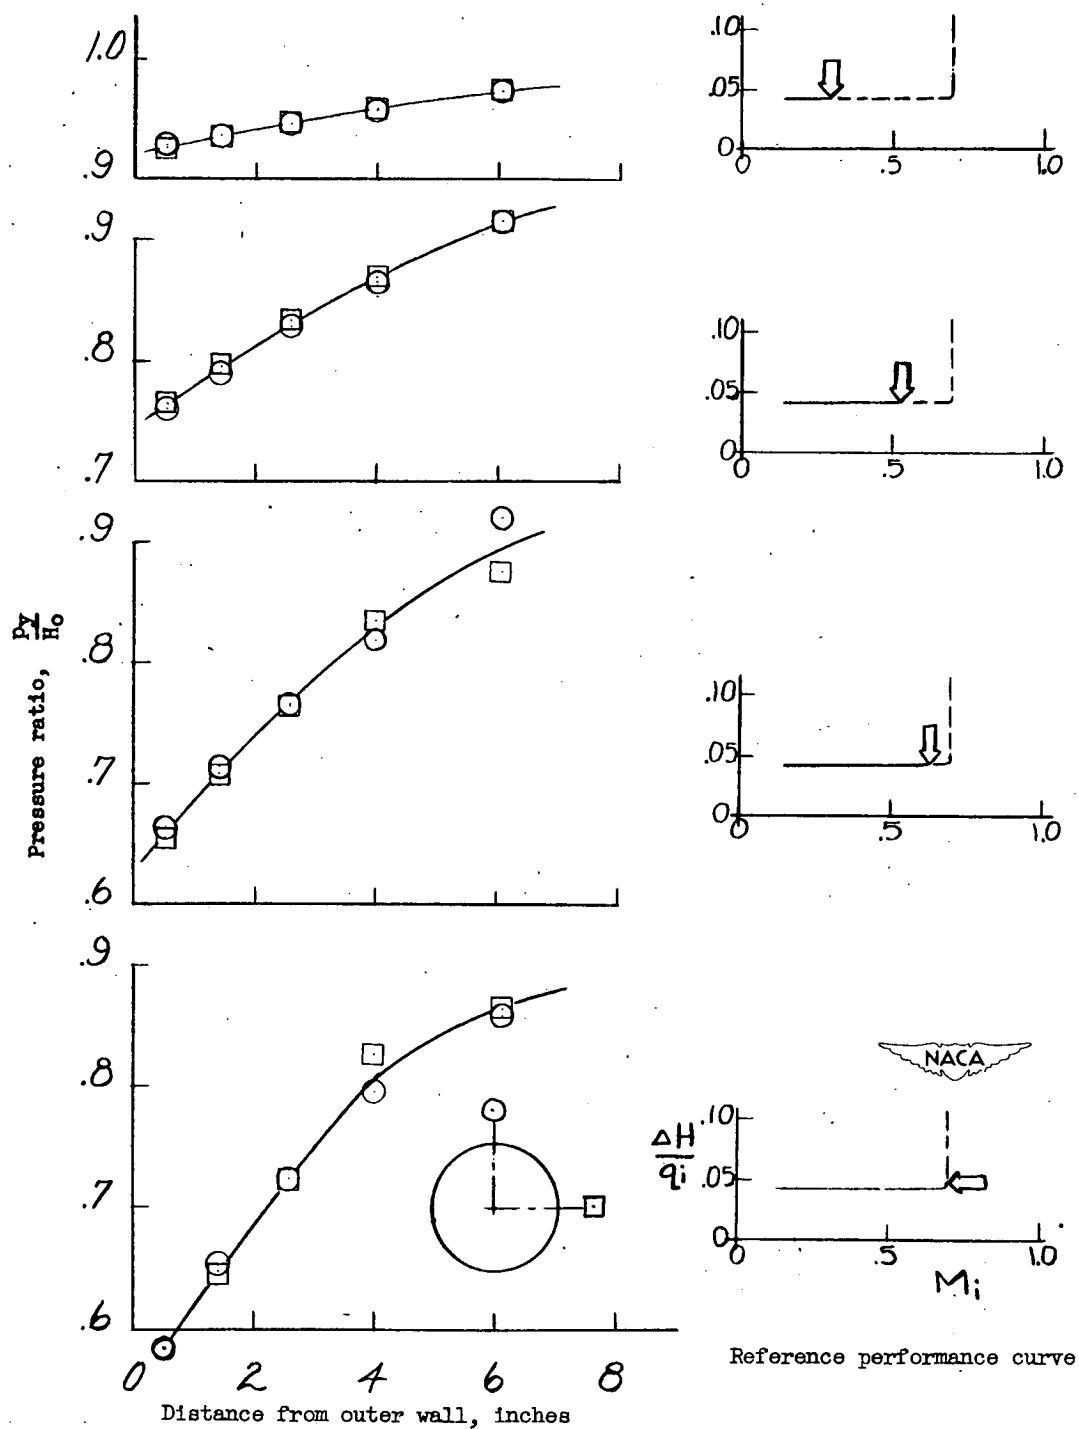 1.0
.9
.10
.05
0
0 .5 1.0
.9
.8
.7
.10
.05
0
0 .5 1.0
.9
.8
.7
.6
Pressure ratio, Py/Ho
.10
.05
0
0 .5 1.0
.9
.8
.7
.6
0 2 4 6 8
Distance from outer wall, inches
NACA
ΔH/qi
.10
.05
0
0 .5 1.0
Mi
Reference performance curve